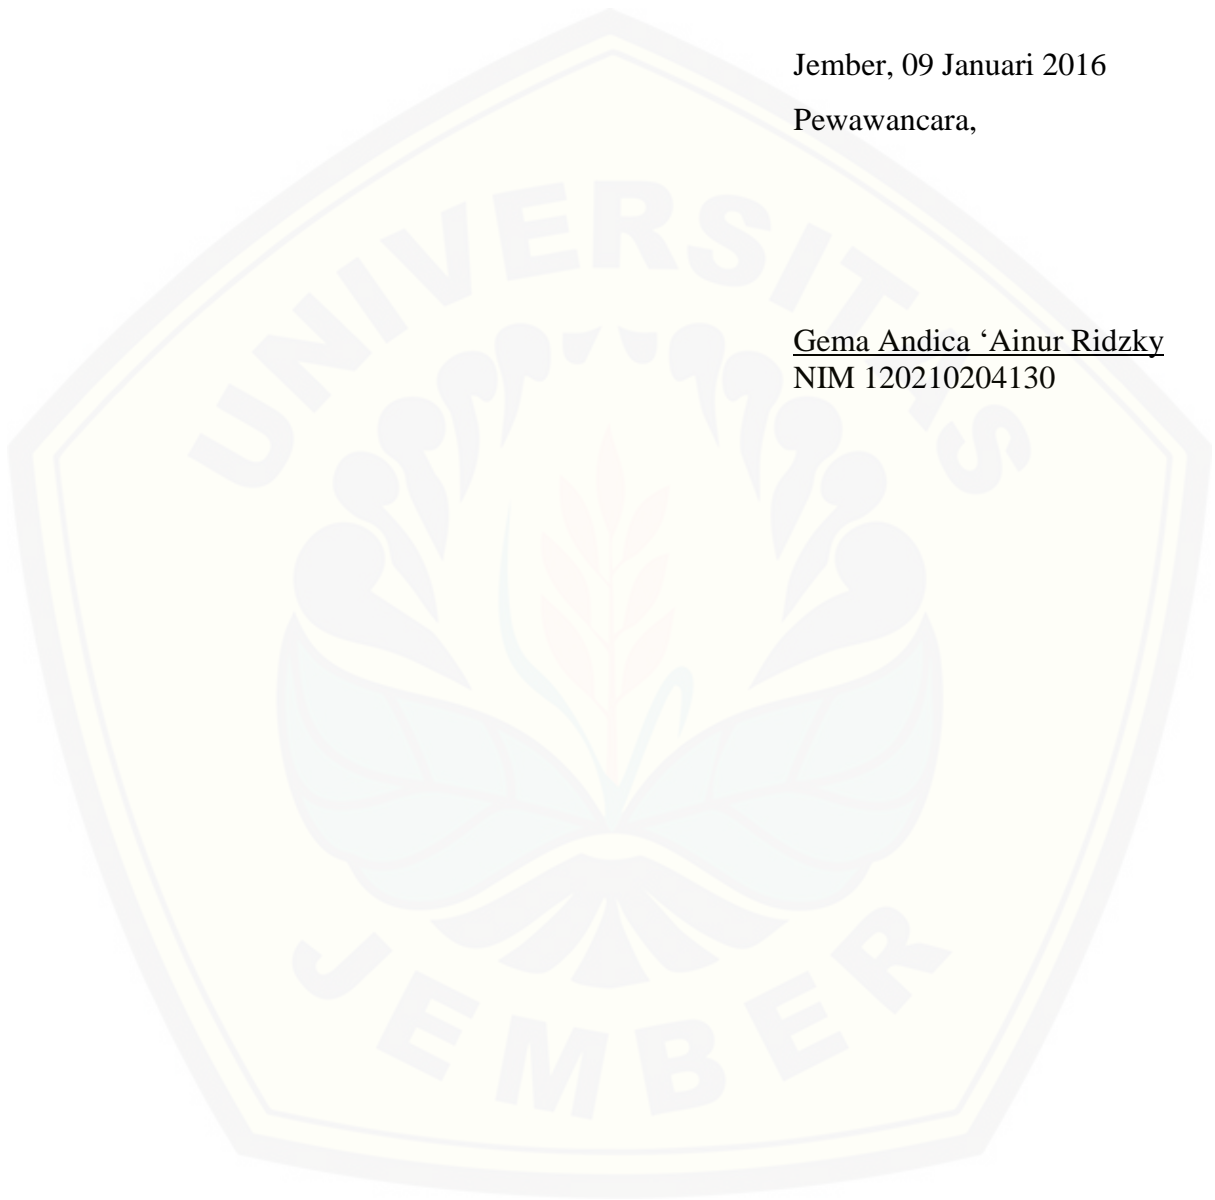 Jember, 09 Januari 2016
Pewawancara,
UNIVERSITAS
Gema Andica ‘Ainur Ridzky
NIM 120210204130
JEMBER